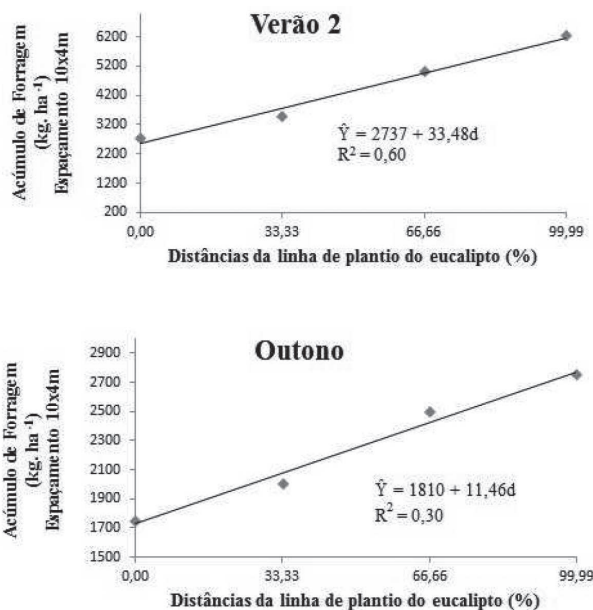 Verão 2
Acúmulo de Forragem
(kg. ha⁻¹)
Espaçamento 10x4m
6200
5200
4200
3200
2200
1200
200
Ŷ = 2737 + 33,48d
R² = 0,60
0,00
33,33
66,66
99,99
Distâncias da linha de plantio do eucalipto (%)
Outono
Acúmulo de Forragem
(kg. ha⁻¹)
Espaçamento 10x4m
2900
2700
2500
2300
2100
1900
1700
1500
Ŷ = 1810 + 11,46d
R² = 0,30
0,00
33,33
66,66
99,99
Distâncias da linha de plantio do eucalipto (%)